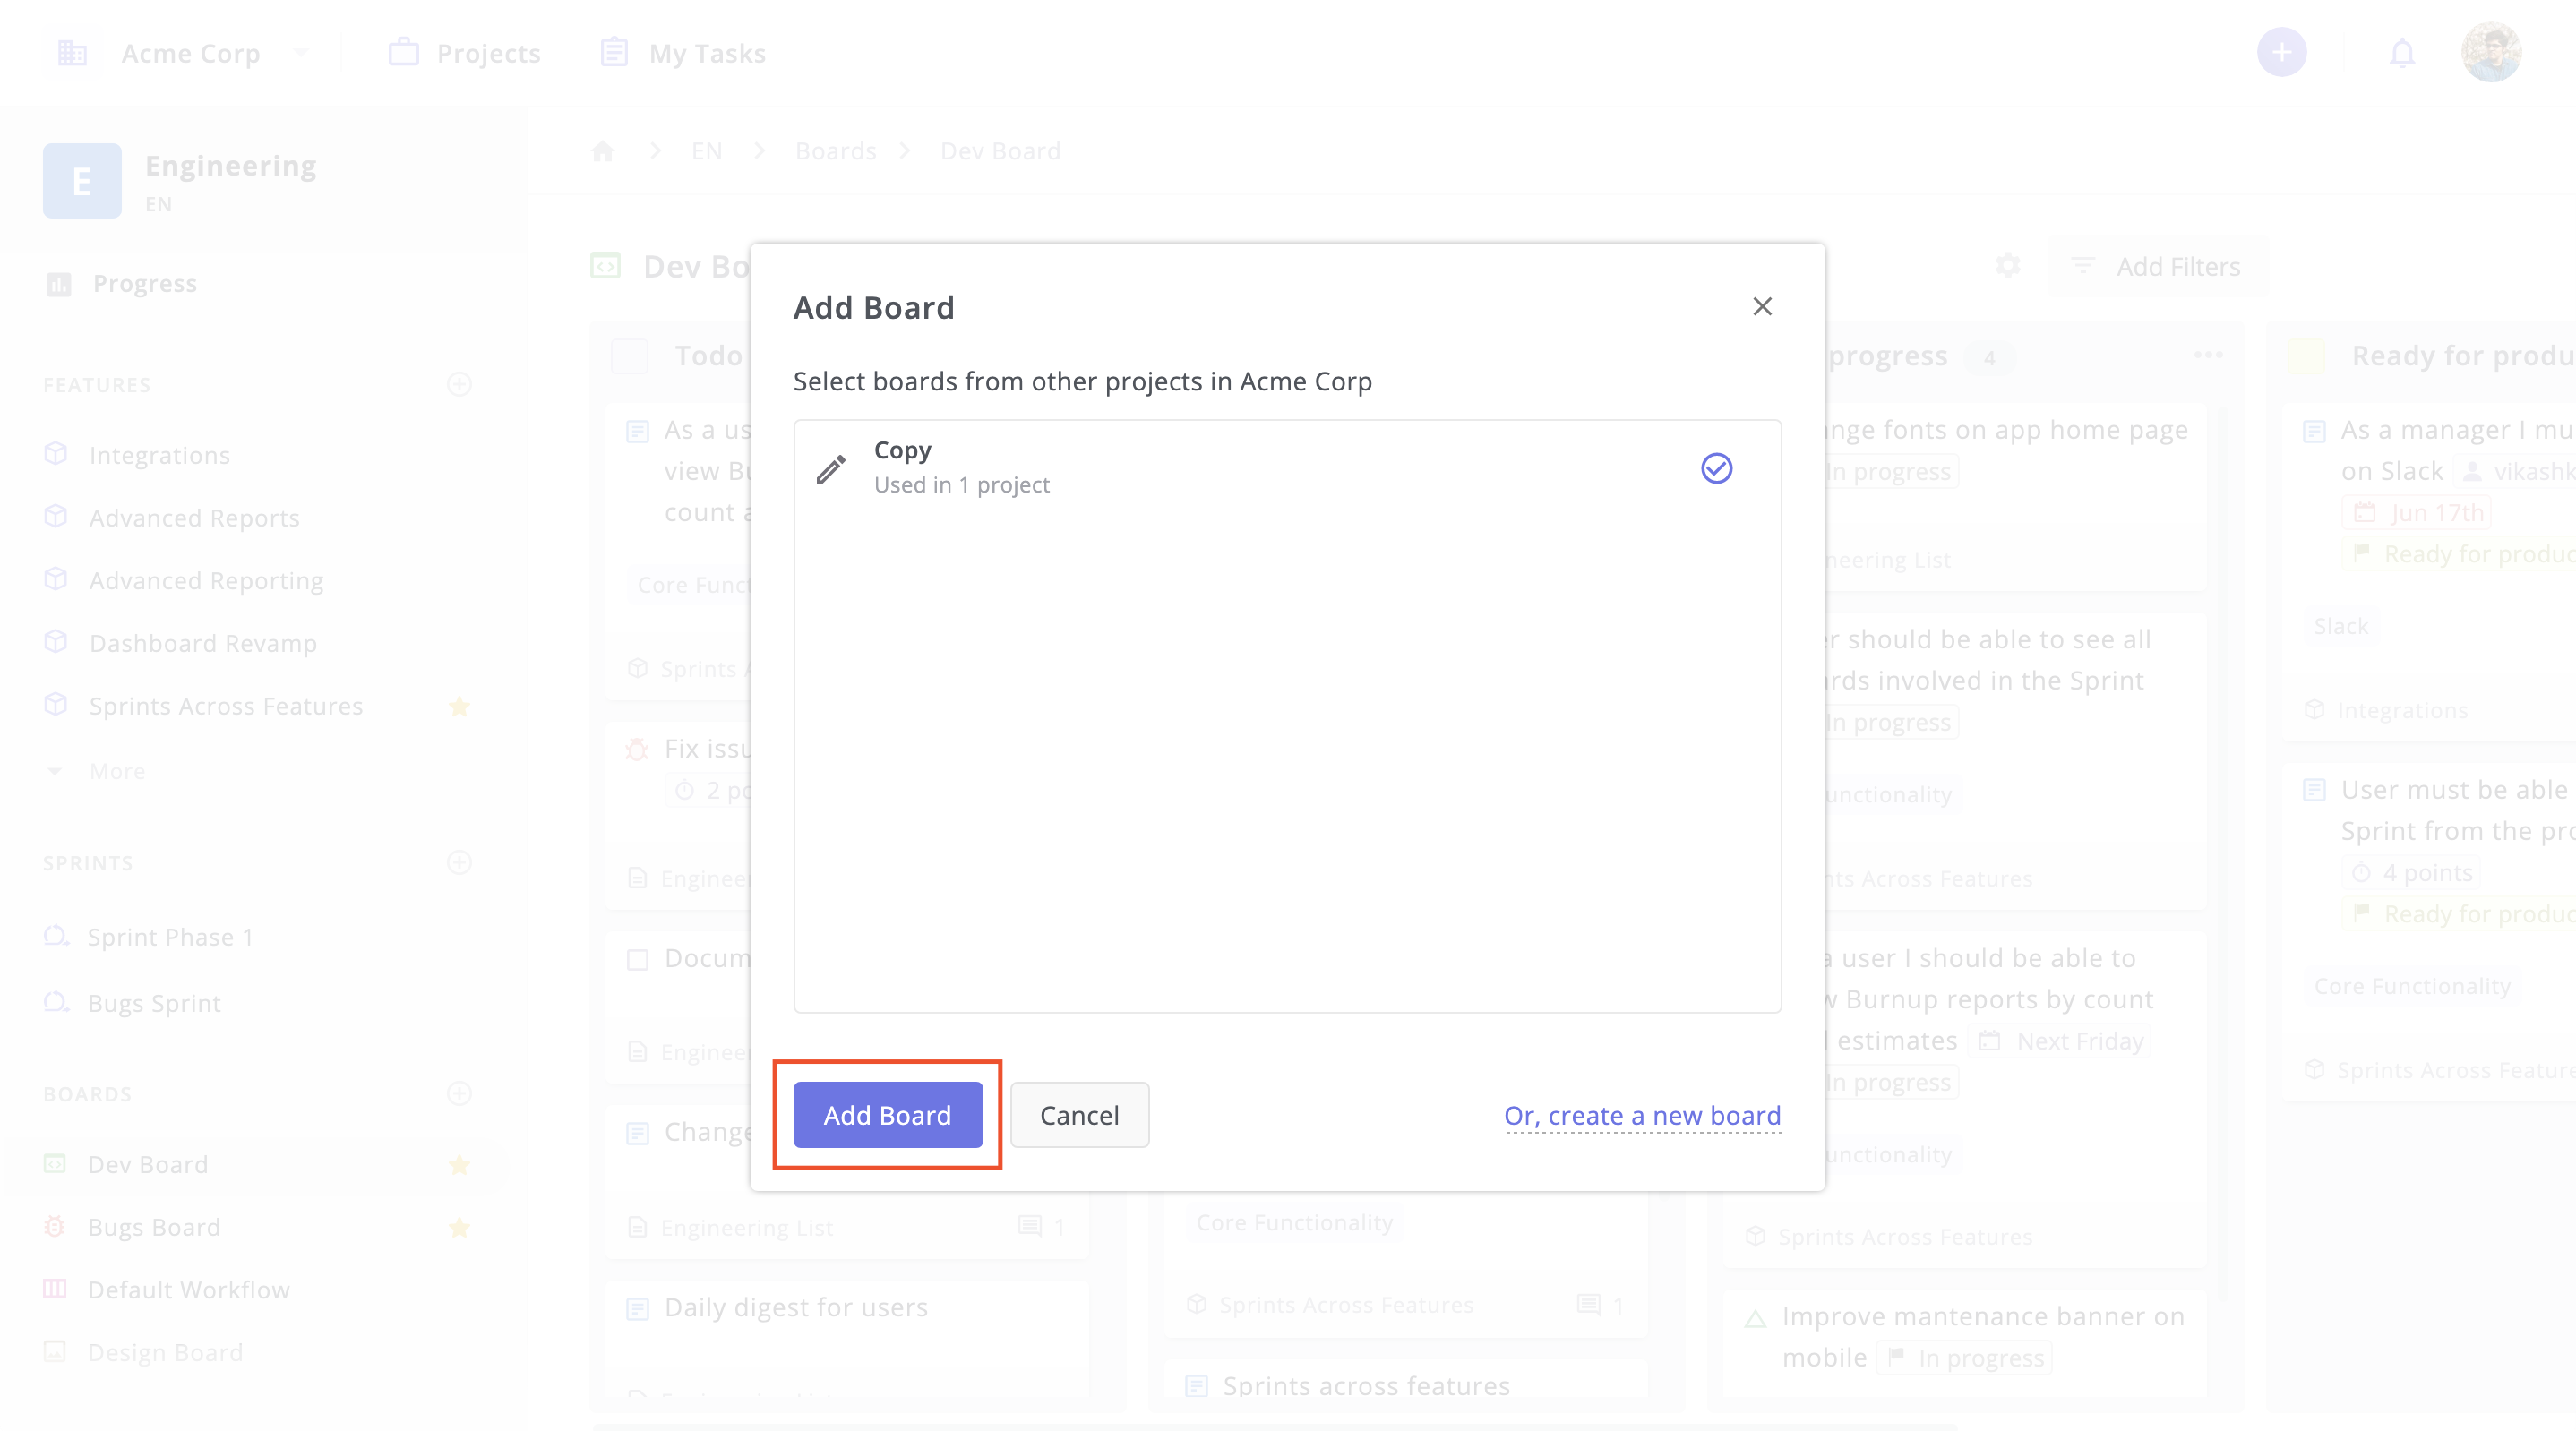 Acme Corp
Projects
My Tasks
E
Engineering
EN
EN
Boards
Dev Board
Progress
FEATURES
Integrations
Advanced Reports
Advanced Reporting
Dashboard Revamp
Sprints Across Features
More
SPRINTS
Sprint Phase 1
Bugs Sprint
BOARDS
Dev Board
Bugs Board
Default Workflow
Design Board
Dev Bo
Add Filters
Todo
As a us
view Bu
count a
Core Funct
Sprints A
Fix issu
2 po
Engineer
Docum
Engineer
Change
Engineering List
1
Daily digest for users
Add Board
Select boards from other projects in Acme Corp
Copy
Used in 1 project
Add Board
Cancel
Or, create a new board
Core Functionality
Sprints Across Features
1
Sprints across features
progress
4
nge fonts on app home page
In progress
neering List
er should be able to see all
ards involved in the Sprint
In progress
unctionality
nts Across Features
a user I should be able to
w Burnup reports by count
estimates
Next Friday
In progress
unctionality
Sprints Across Features
Improve mantenance banner on
mobile
In progress
Ready for produ
As a manager I mu
on Slack
vikashk
Jun 17th
Ready for produc
Slack
Integrations
User must be able
Sprint from the pro
4 points
Ready for produc
Core Functionality
Sprints Across Feature